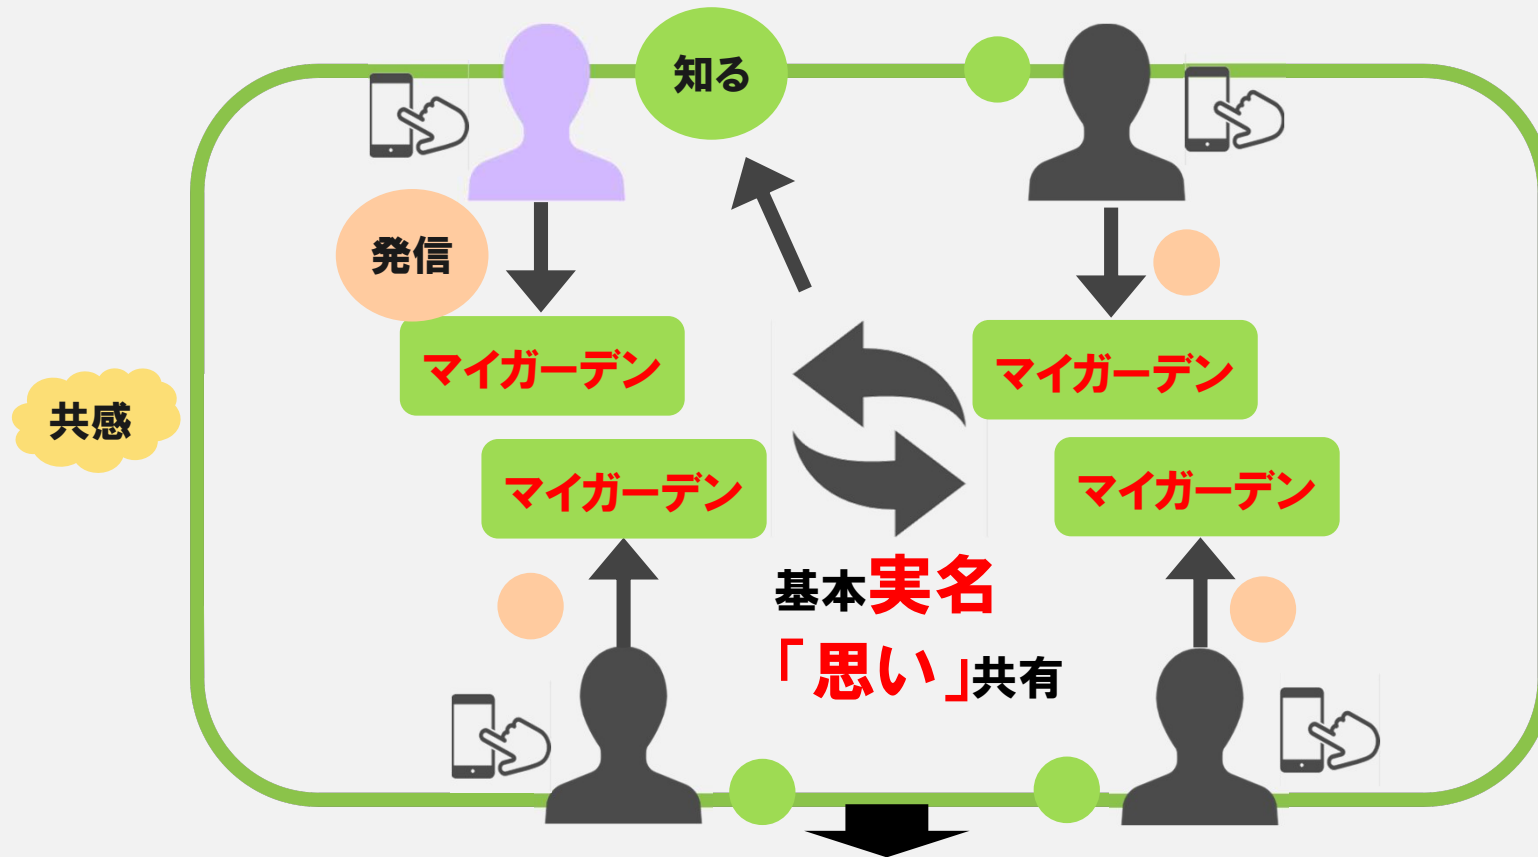 知る
発信
マイガーデン
マイガーデン
共感
マイガーデン
マイガーデン
基本実名
「思い」共有